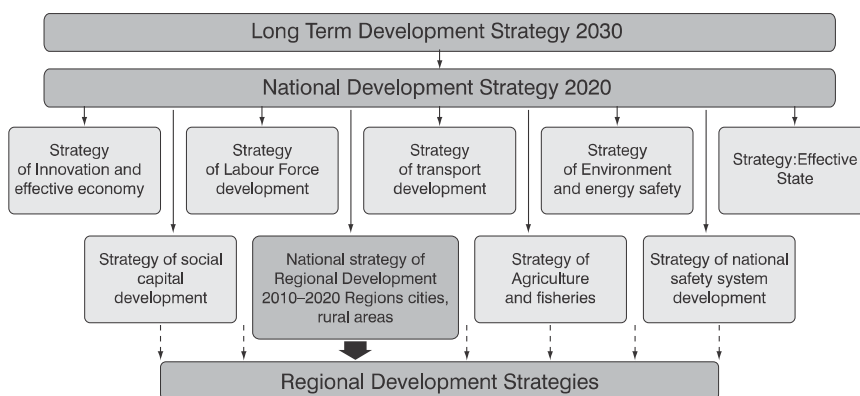 Long Term Development Strategy 2030
National Development Strategy 2020
Strategy
of Innovation and
effective economy
Strategy
of Labour Force
development
Strategy
of transport
development
Strategy
of Environment
and energy safety
Strategy:Effective
State
Strategy of social
capital
development
National strategy of
Regional Development
2010–2020 Regions cities,
rural areas
Strategy of
Agriculture
and fisheries
Strategy of national
safety system
development
Regional Development Strategies